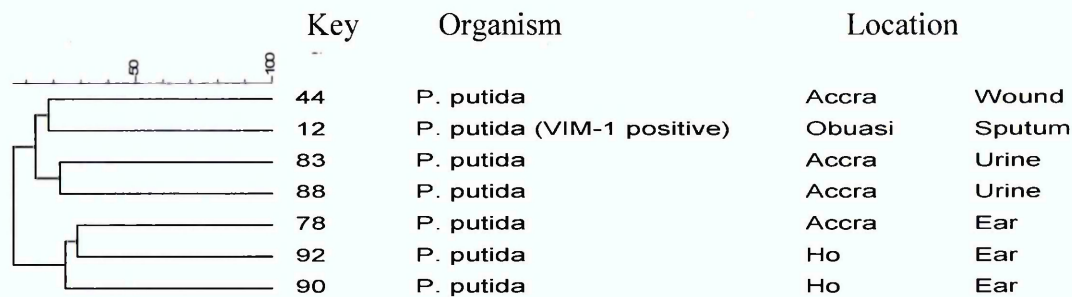 Key Organism Location
50 100
44 P. putida Accra Wound
12 P. putida (VIM-1 positive) Obuasi Sputum
83 P. putida Accra Urine
88 P. putida Accra Urine
78 P. putida Accra Ear
92 P. putida Ho Ear
90 P. putida Ho Ear